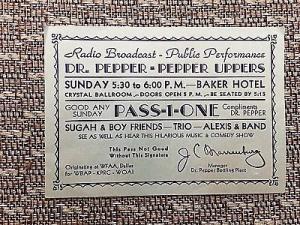 Radio Broadcast - Public Performance
DR. PEPPER - PEPPER UPPERS
SUNDAY 5:30 to 6:00 P.M. — BAKER HOTEL
CRYSTAL BALLROOM - DOORS OPEN 5 P.M. BE SEATED BY 5:15
GOOD ANY SUNDAY
PASS-1-ONE
Compliments DR. PEPPER
SUGAH & BOY FRIENDS — TRIO — ALEXIS & BAND
SEE AS WELL AS HEAR THIS HILARIOUS MUSIC & COMEDY SHOW
This Pass Not Good
Without This Signature
J. C.
Originating at WFAA, Dallas
for WBAP - KPRC - WOAI
Manager
Dr. Pepper Bottling Plant